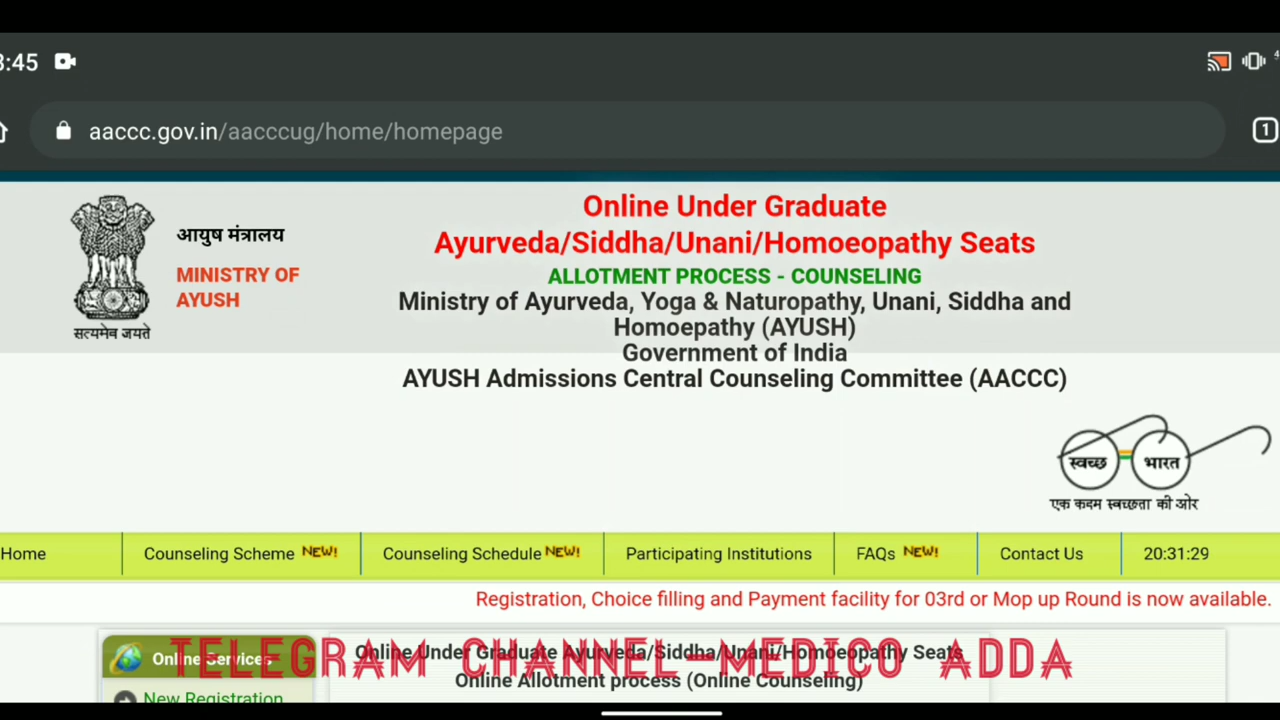 :45
aaccc.gov.in/aacccug/home/homepage
1
4
सत्यमेव जयते
आयुष मंत्रालय
MINISTRY OF
AYUSH
Online Under Graduate
Ayurveda/Siddha/Unani/Homoeopathy Seats
ALLOTMENT PROCESS - COUNSELING
Ministry of Ayurveda, Yoga & Naturopathy, Unani, Siddha and
Homoepathy (AYUSH)
Government of India
AYUSH Admissions Central Counseling Committee (AACCC)
स्वच्छ भारत
एक कदम स्वच्छता की ओर
Home Counseling Scheme NEW! Counseling Schedule NEW! Participating Institutions FAQs NEW! Contact Us 20:31:29
Registration, Choice filling and Payment facility for 03rd or Mop up Round is now available.
Online Services
New Registration
Online Under Graduate Ayurveda/Siddha/Unani/Homoeopathy Seats
Online Allotment process (Online Counseling)
TELEGRAM CHANNEL-MEDICO ADDA